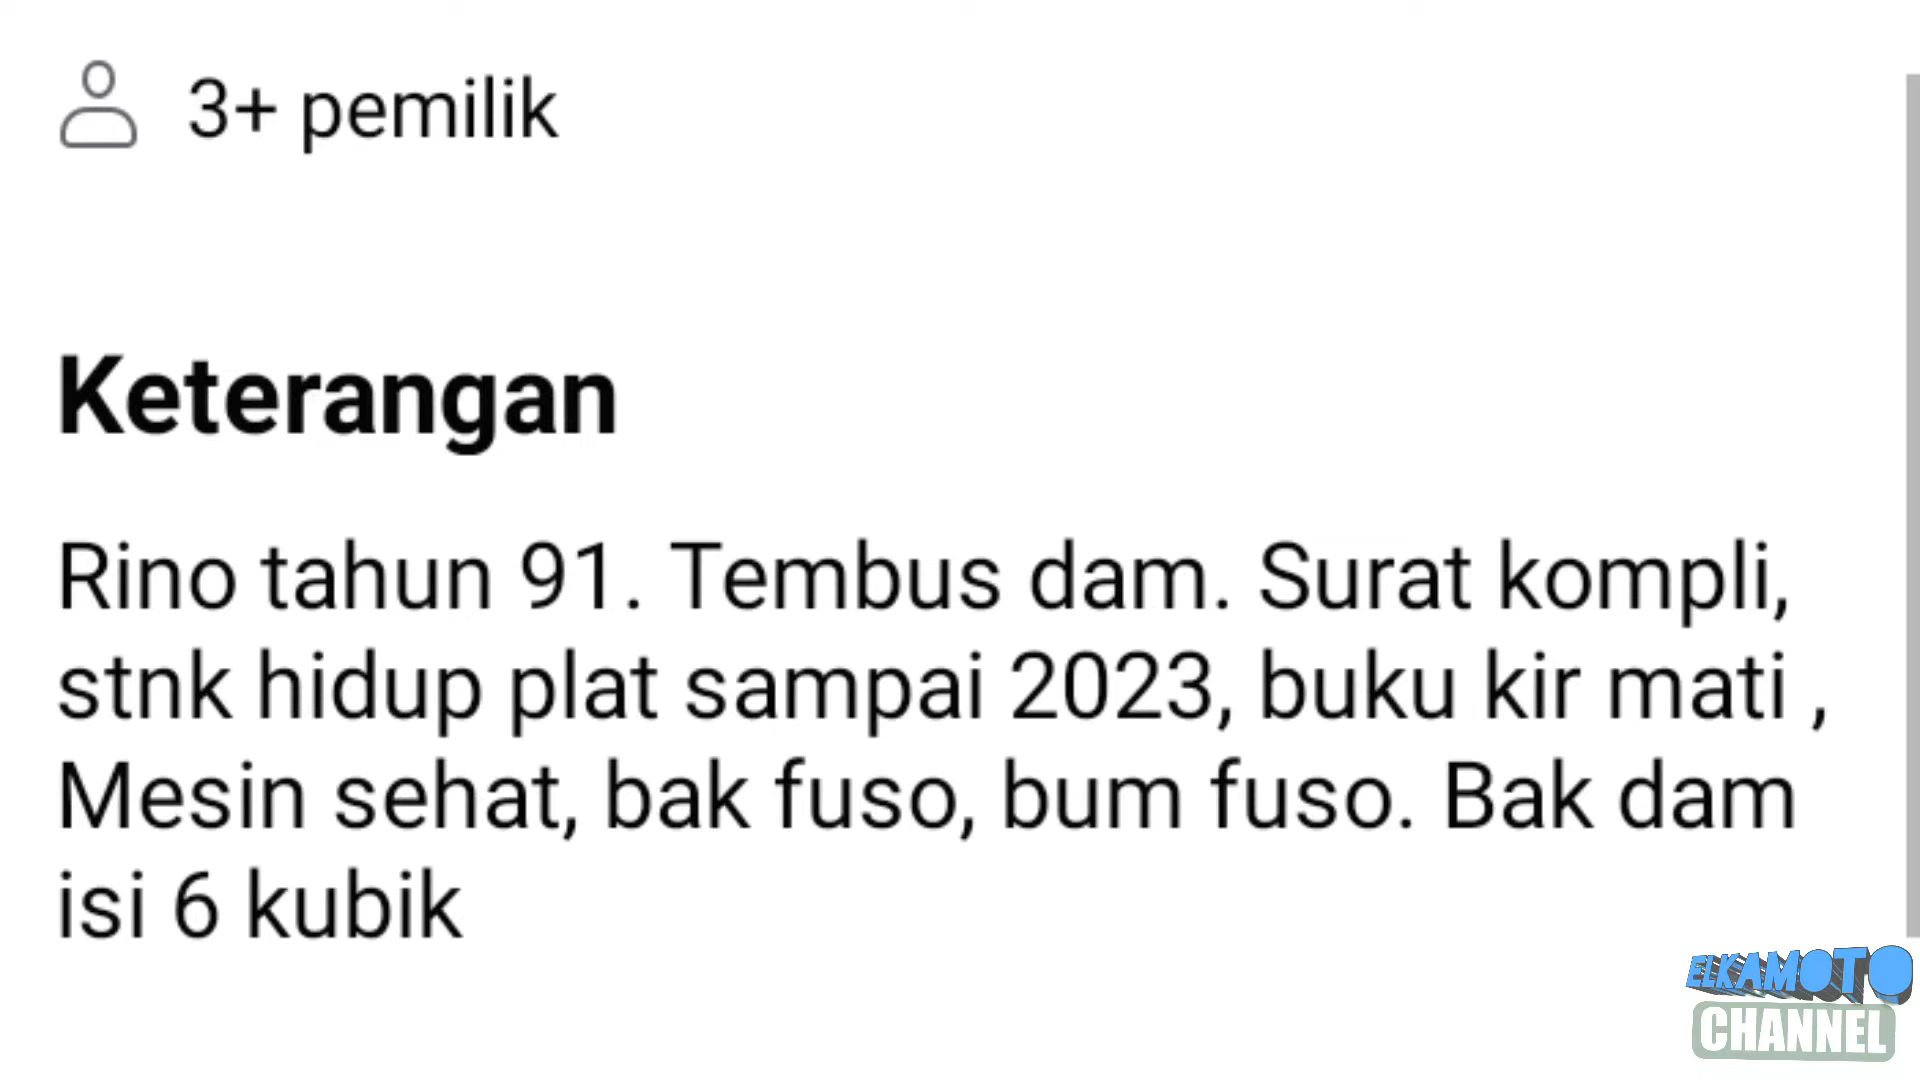 3+ pemilik
Keterangan
Rino tahun 91. Tembus dam. Surat kompli,
stnk hidup plat sampai 2023, buku kir mati ,
Mesin sehat, bak fuso, bum fuso. Bak dam
isi 6 kubik
ELKAMOTO
CHANNEL